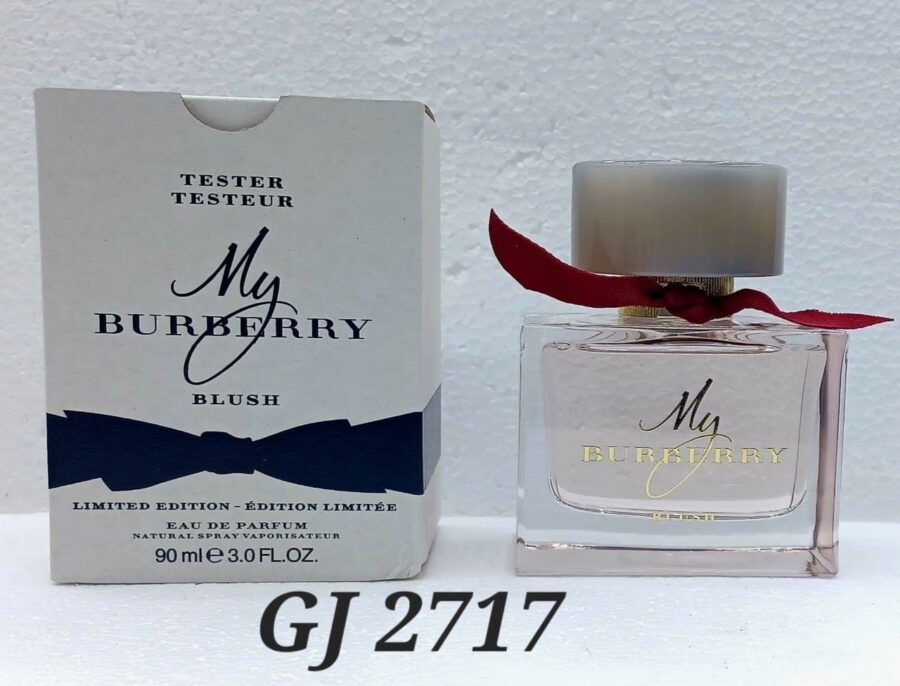 TESTER
TESTEUR
My
BURBERRY
BLUSH
LIMITED EDITION - ÉDITION LIMITÉE
EAU DE PARFUM
NATURAL SPRAY VAPORISATEUR
90 ml ℮ 3.0 FL.OZ.
My
BURBERRY
BLUSH
GJ 2717